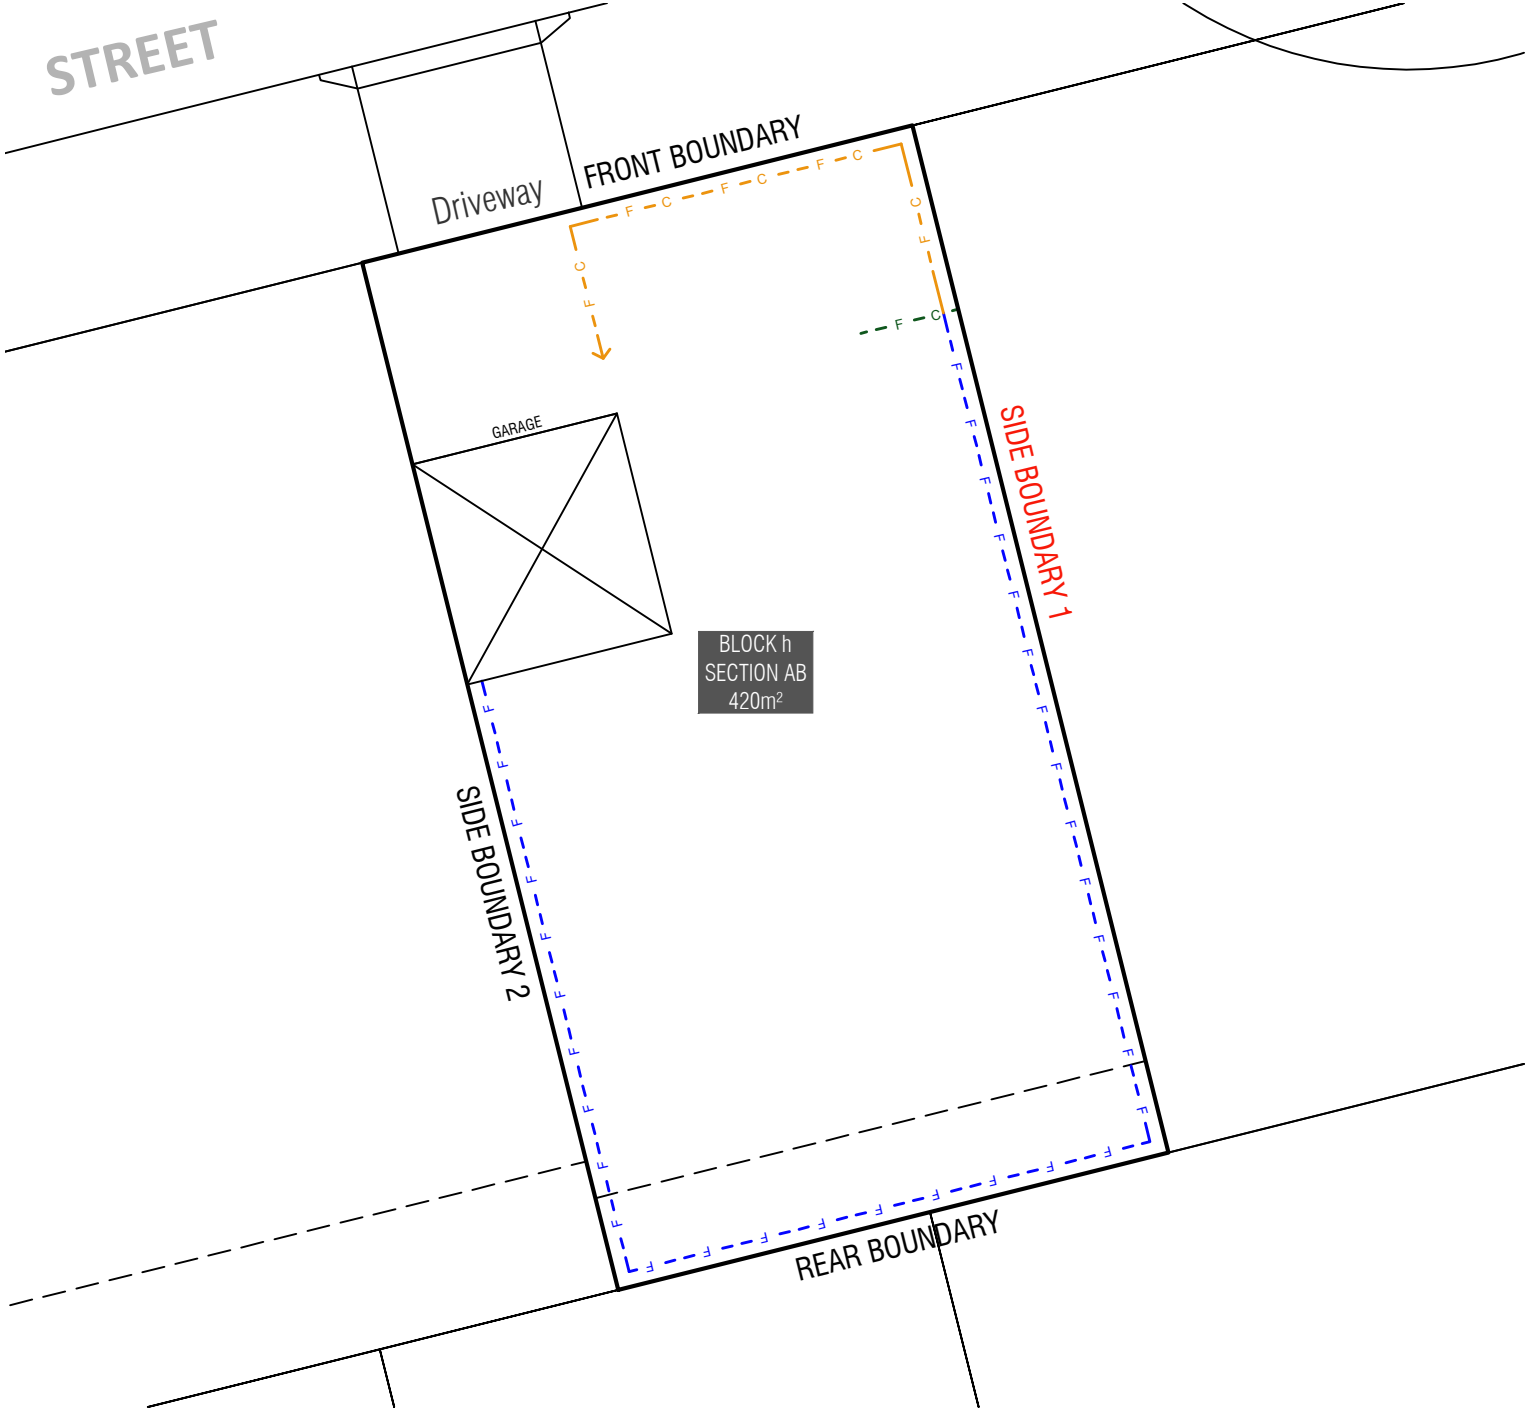 STREET
Driveway
FRONT BOUNDARY
F C F C F C
C F
C F
F C
GARAGE
SIDE BOUNDARY 1
F F F F F F F F F F F F F F
BLOCK h
SECTION AB
420m²
SIDE BOUNDARY 2
F F F F F F F F F F
F F F F F F F F F
REAR BOUNDARY